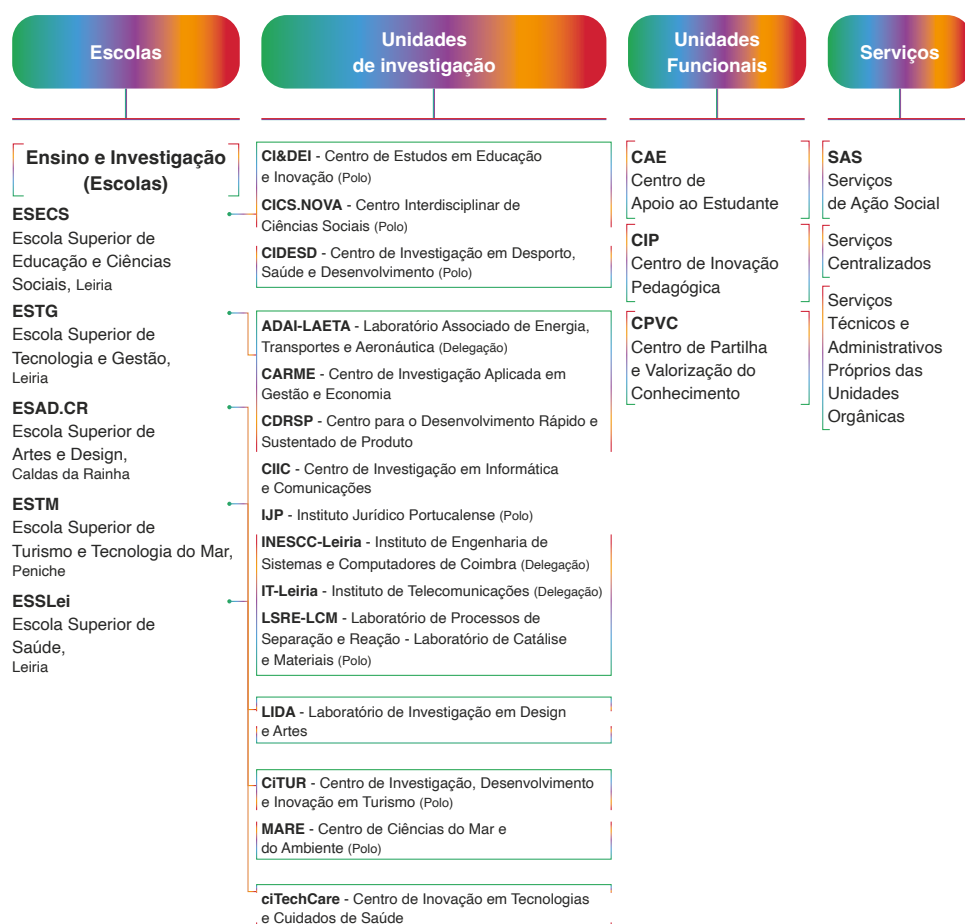 Escolas
Ensino e Investigação
(Escolas)
ESECS
Escola Superior de
Educação e Ciências
Sociais, Leiria
ESTG
Escola Superior de
Tecnologia e Gestão,
Leiria
ESAD.CR
Escola Superior de
Artes e Design,
Caldas da Rainha
ESTM
Escola Superior de
Turismo e Tecnologia do Mar,
Peniche
ESSLei
Escola Superior de
Saúde,
Leiria
Unidades
de investigação
CI&DEI - Centro de Estudos em Educação
e Inovação (Polo)
CICS.NOVA - Centro Interdisciplinar de
Ciências Sociais (Polo)
CIDESD - Centro de Investigação em Desporto,
Saúde e Desenvolvimento (Polo)
ADAI-LAETA - Laboratório Associado de Energia,
Transportes e Aeronáutica (Delegação)
CARME - Centro de Investigação Aplicada em
Gestão e Economia
CDRSP - Centro para o Desenvolvimento Rápido e
Sustentado de Produto
CIIC - Centro de Investigação em Informática
e Comunicações
IJP - Instituto Jurídico Portucalense (Polo)
INESCC-Leiria - Instituto de Engenharia de
Sistemas e Computadores de Coimbra (Delegação)
IT-Leiria - Instituto de Telecomunicações (Delegação)
LSRE-LCM - Laboratório de Processos de
Separação e Reação - Laboratório de Catálise
e Materiais (Polo)
LIDA - Laboratório de Investigação em Design
e Artes
CiTUR - Centro de Investigação, Desenvolvimento
e Inovação em Turismo (Polo)
MARE - Centro de Ciências do Mar e
do Ambiente (Polo)
ciTechCare - Centro de Inovação em Tecnologias
e Cuidados de Saúde
Unidades
Funcionais
CAE
Centro de
Apoio ao Estudante
CIP
Centro de Inovação
Pedagógica
CPVC
Centro de Partilha
e Valorização do
Conhecimento
Serviços
SAS
Serviços
de Ação Social
Serviços
Centralizados
Serviços
Técnicos e
Administrativos
Próprios das
Unidades
Orgânicas